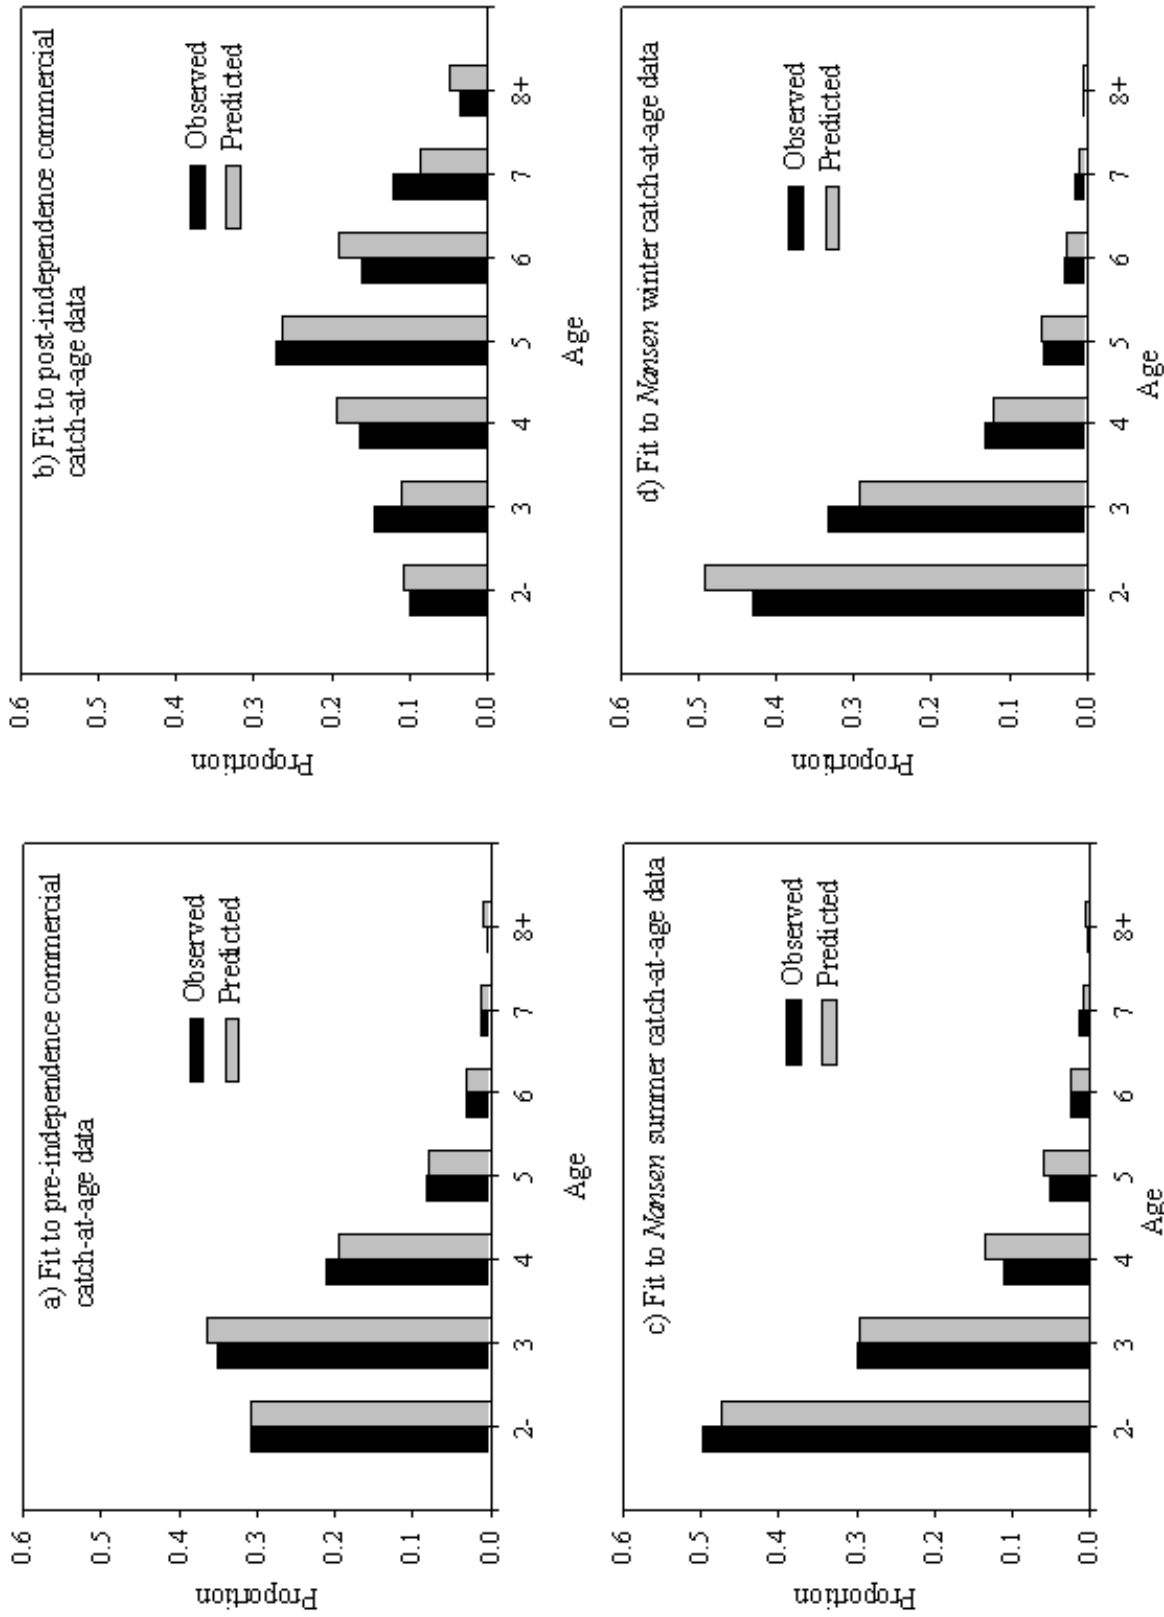 a) Fit to pre-independence commercial
catch-at-age data
0.6
0.5
0.4
0.3
0.2
0.1
0.0
Proportion
Observed
Predicted
2-
3
4
5
6
7
8+
Age
b) Fit to post-independence commercial
catch-at-age data
0.6
0.5
0.4
0.3
0.2
0.1
0.0
Proportion
Observed
Predicted
2-
3
4
5
6
7
8+
Age
c) Fit to Nansen summer catch-at-age data
0.6
0.5
0.4
0.3
0.2
0.1
0.0
Proportion
Observed
Predicted
2-
3
4
5
6
7
8+
Age
d) Fit to Nansen winter catch-at-age data
0.6
0.5
0.4
0.3
0.2
0.1
0.0
Proportion
Observed
Predicted
2-
3
4
5
6
7
8+
Age